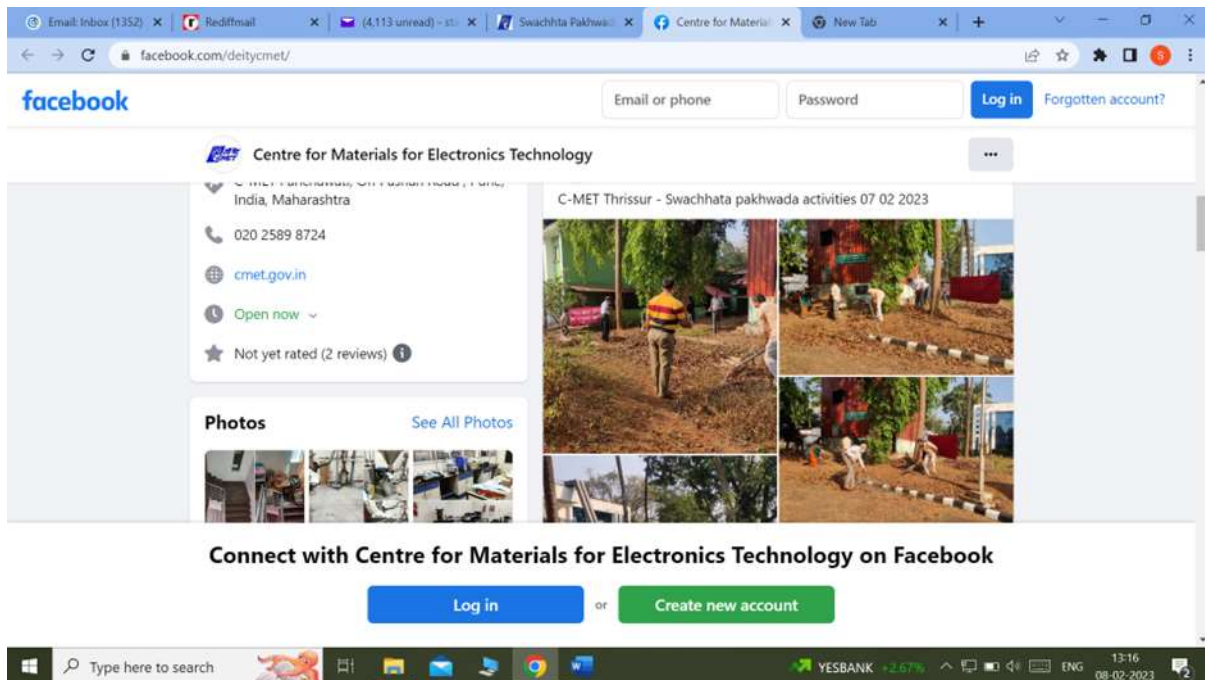 Email: Inbox (1352)
Rediffmail
(4,113 unread) - st
Swachhta Pakhwad
Centre for Material
New Tab
facebook.com/deitycmet/
S
facebook
Email or phone
Password
Log in
Forgotten account?
Centre for Materials for Electronics Technology
India, Maharashtra
020 2589 8724
cmet.gov.in
Open now
Not yet rated (2 reviews)
Photos
See All Photos
C-MET Thrissur - Swachhata pakhwada activities 07 02 2023
Connect with Centre for Materials for Electronics Technology on Facebook
Log in
or
Create new account
Type here to search
YESBANK +2.67%
ENG
13:16
08-02-2023
2